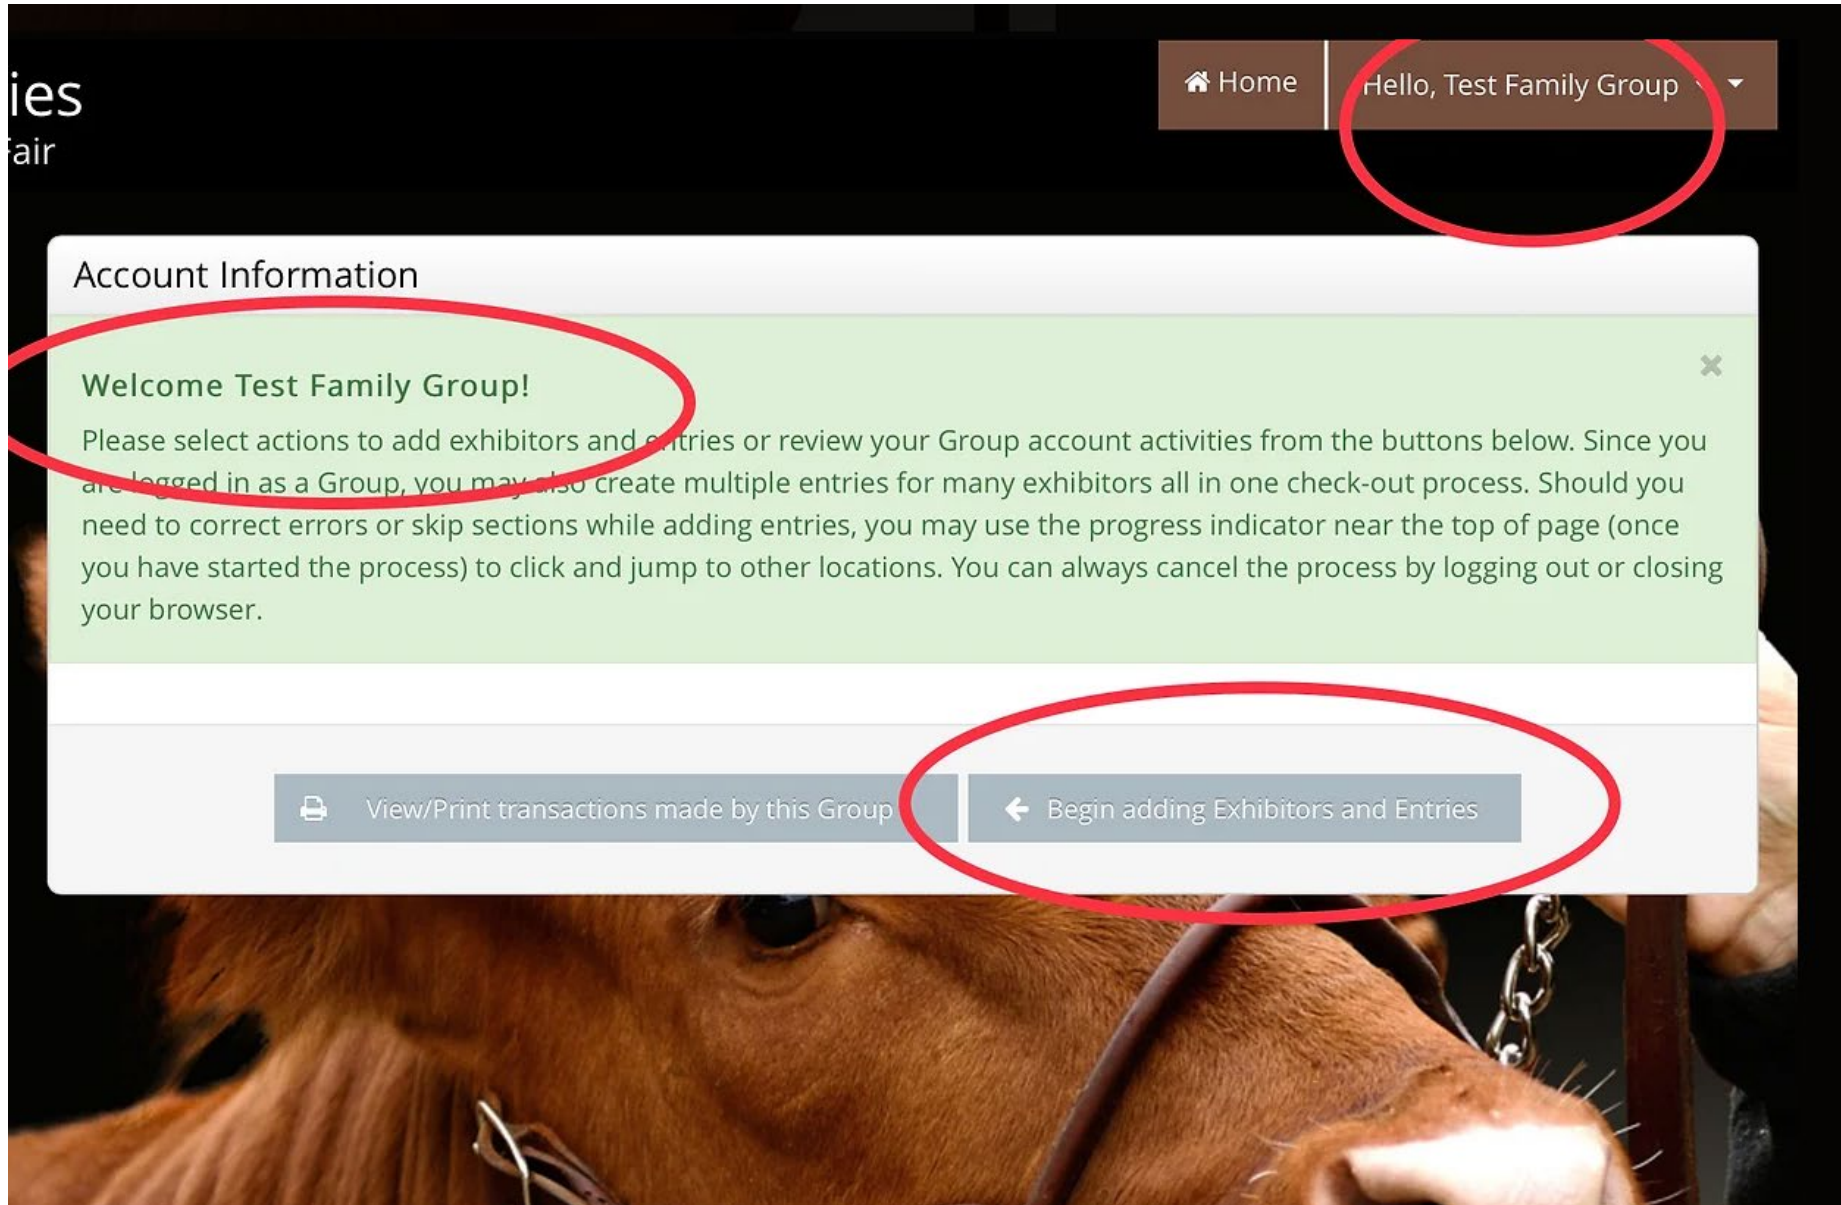 ies
Fair
Home
Hello, Test Family Group
Account Information
Welcome Test Family Group!
Please select actions to add exhibitors and entries or review your Group account activities from the buttons below. Since you
are logged in as a Group, you may also create multiple entries for many exhibitors all in one check-out process. Should you
need to correct errors or skip sections while adding entries, you may use the progress indicator near the top of page (once
you have started the process) to click and jump to other locations. You can always cancel the process by logging out or closing
your browser.
View/Print transactions made by this Group
Begin adding Exhibitors and Entries